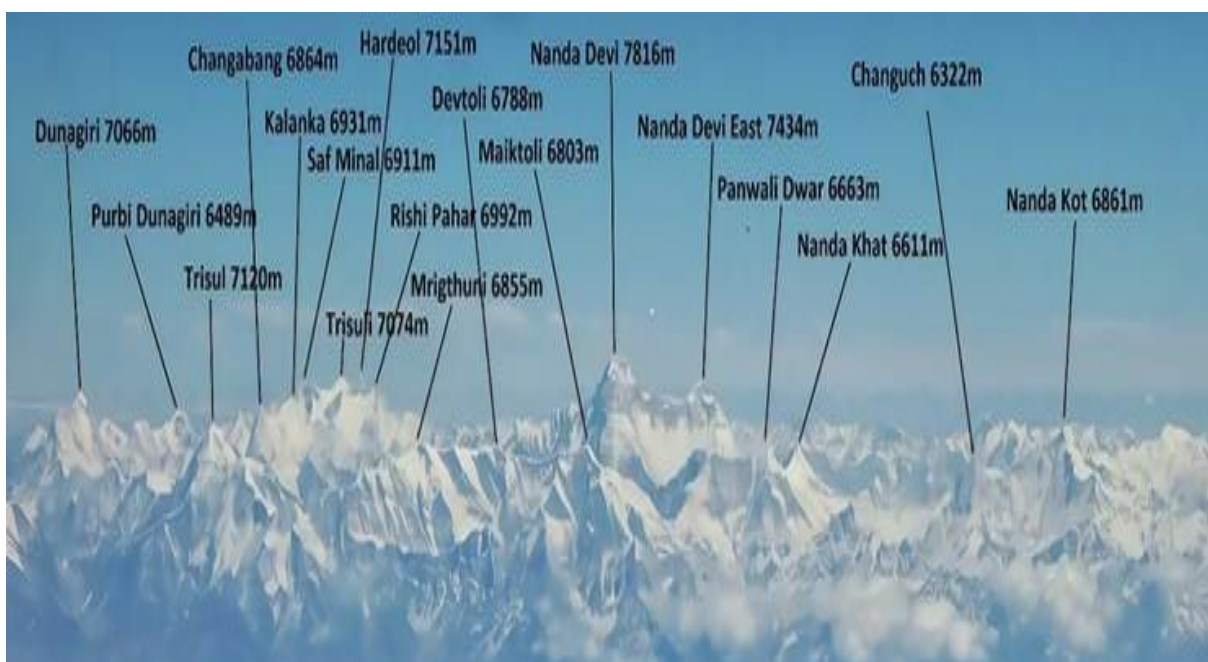 Hardeol 7151m
Changabang 6864m
Nanda Devi 7816m
Changuch 6322m
Devtoli 6788m
Dunagiri 7066m
Kalanka 6931m
Nanda Devi East 7434m
Saf Minal 6911m
Maiktoli 6803m
Panwali Dwar 6663m
Nanda Kot 6861m
Purbi Dunagiri 6489m
Rishi Pahar 6992m
Nanda Khat 6611m
Trisul 7120m
Mrigthuni 6855m
Trisuli 7074m